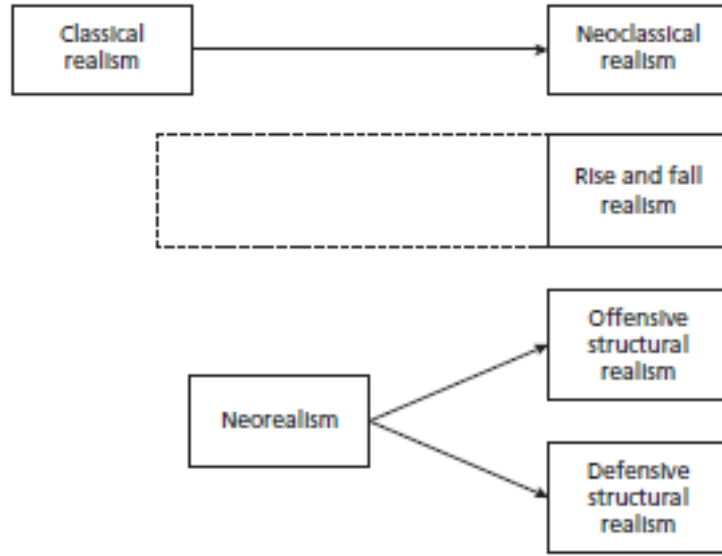 Classical
realism
Neoclassical
realism
Rise and fall
realism
Offensive
structural
realism
Neorealism
Defensive
structural
realism